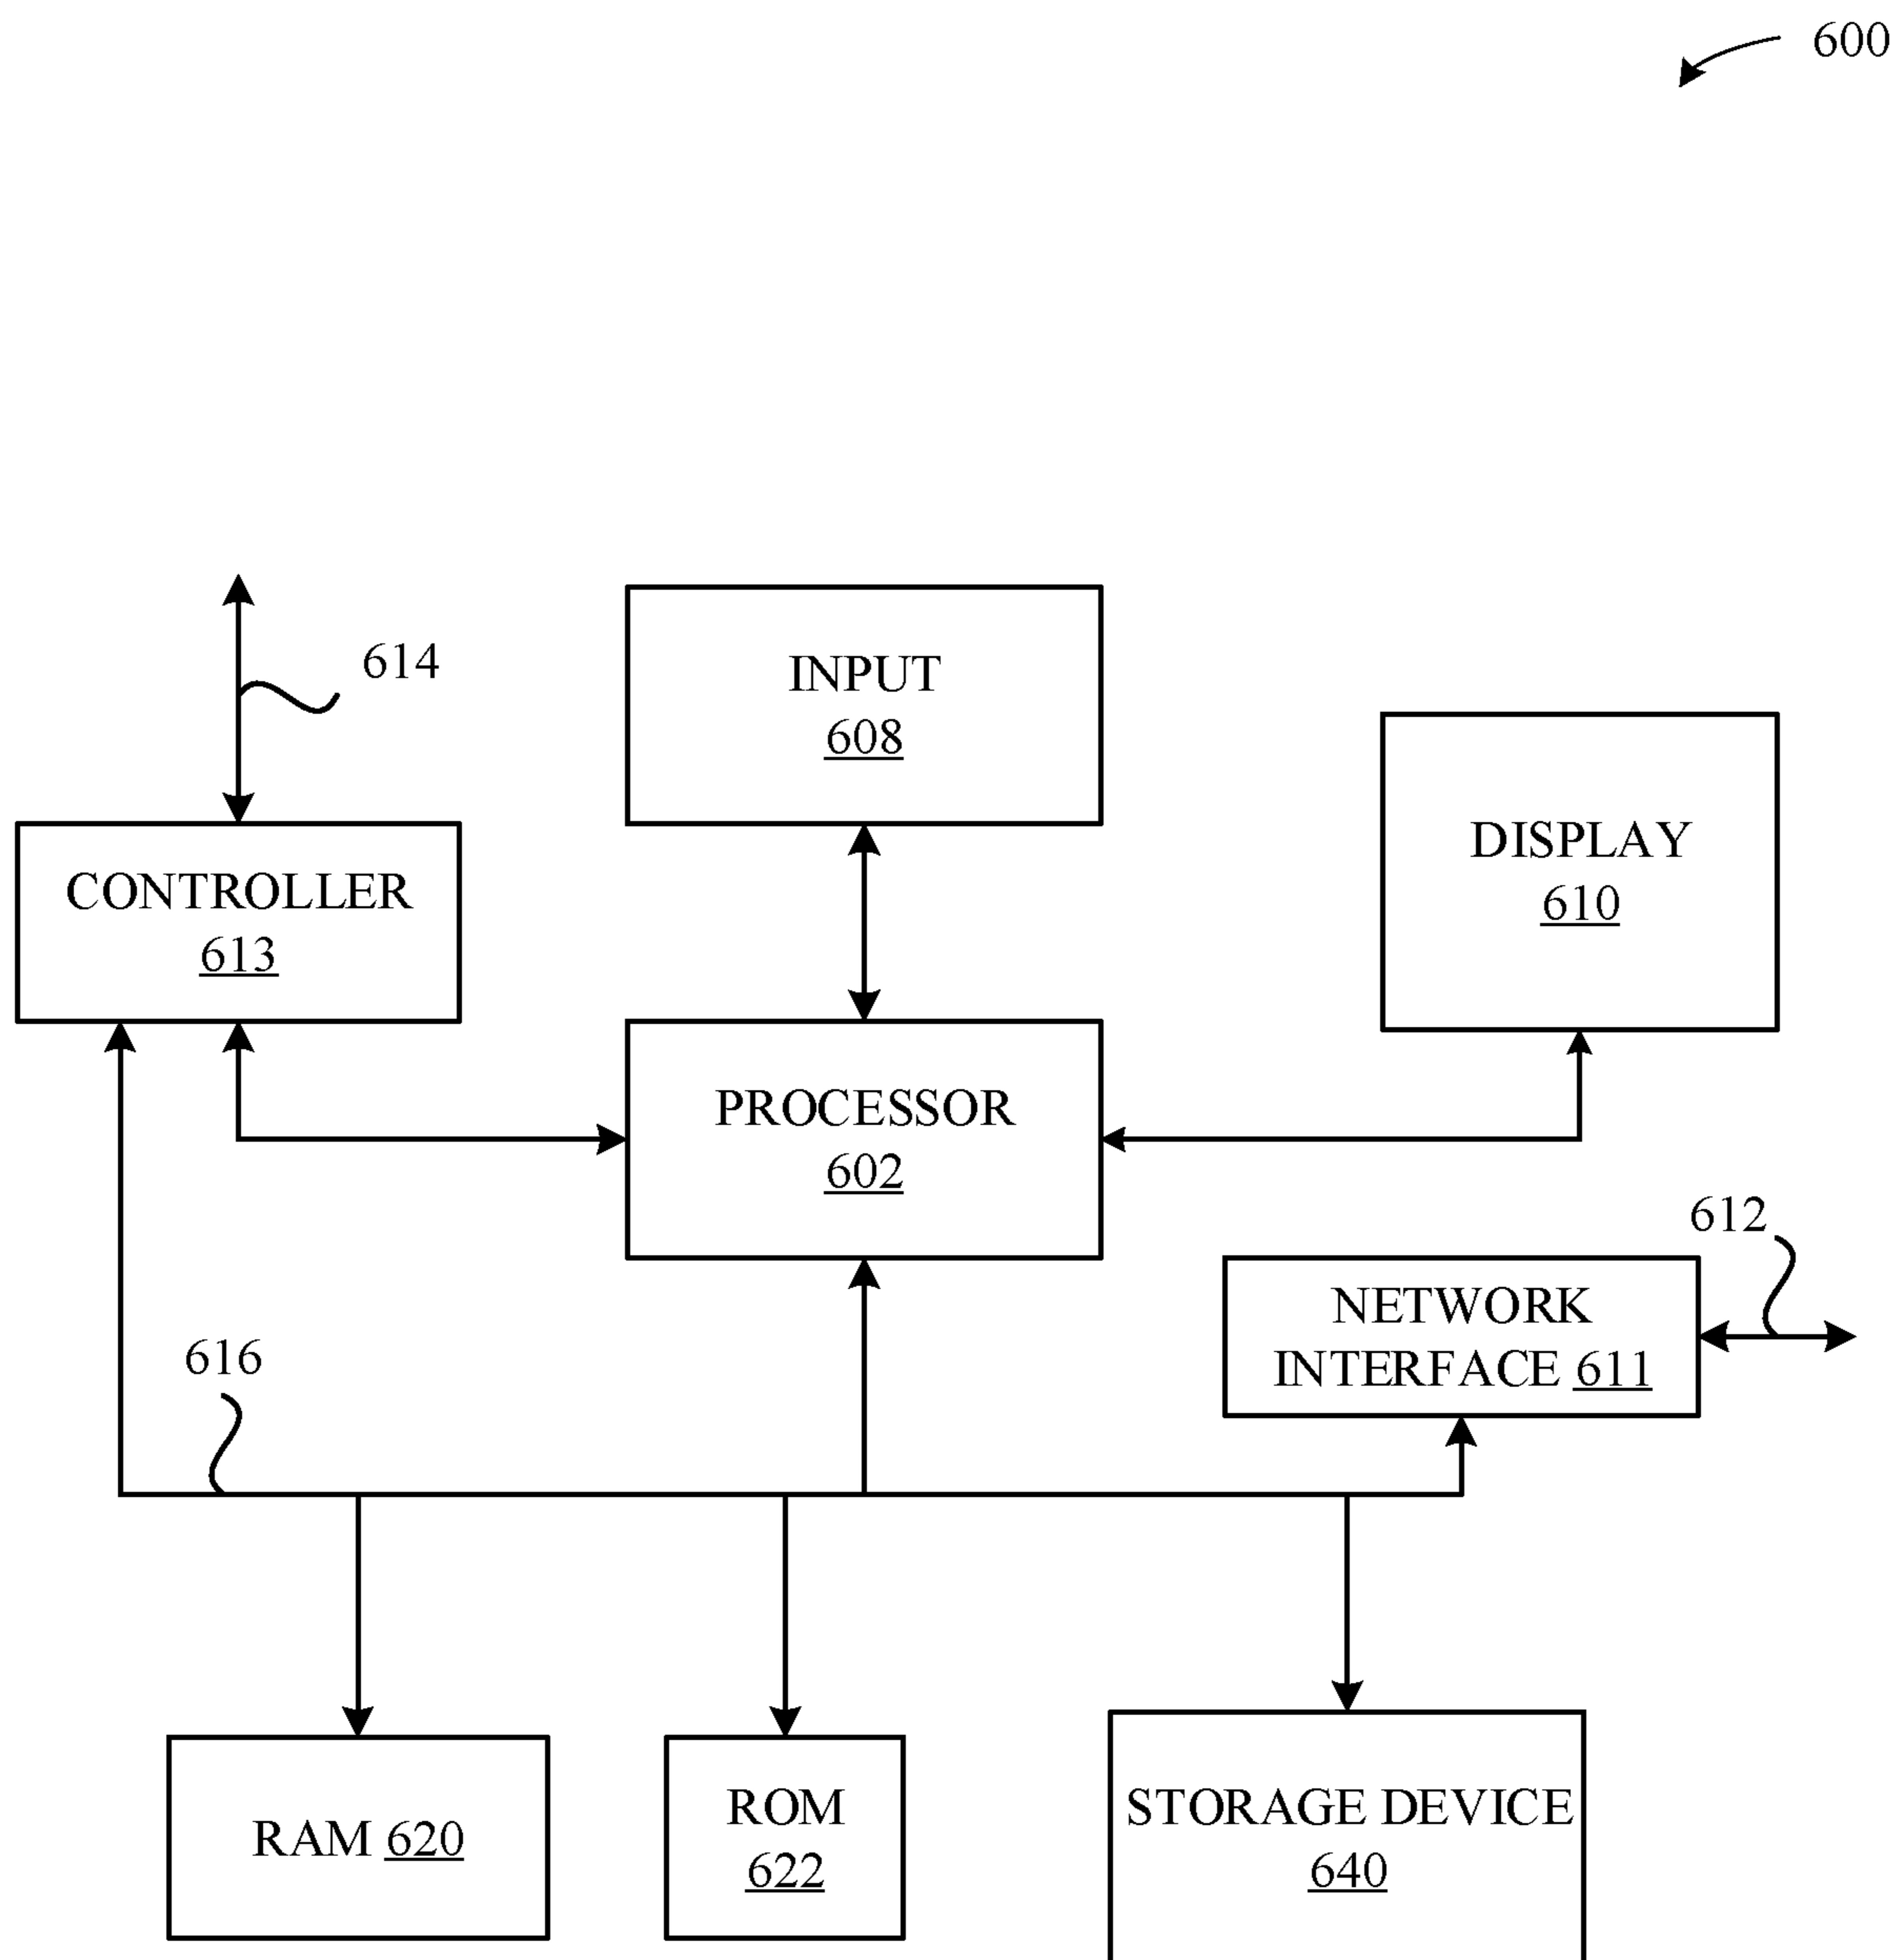 600
614
INPUT
608
DISPLAY
610
CONTROLLER
613
PROCESSOR
602
612
NETWORK
INTERFACE 611
616
RAM 620
ROM
622
STORAGE DEVICE
640